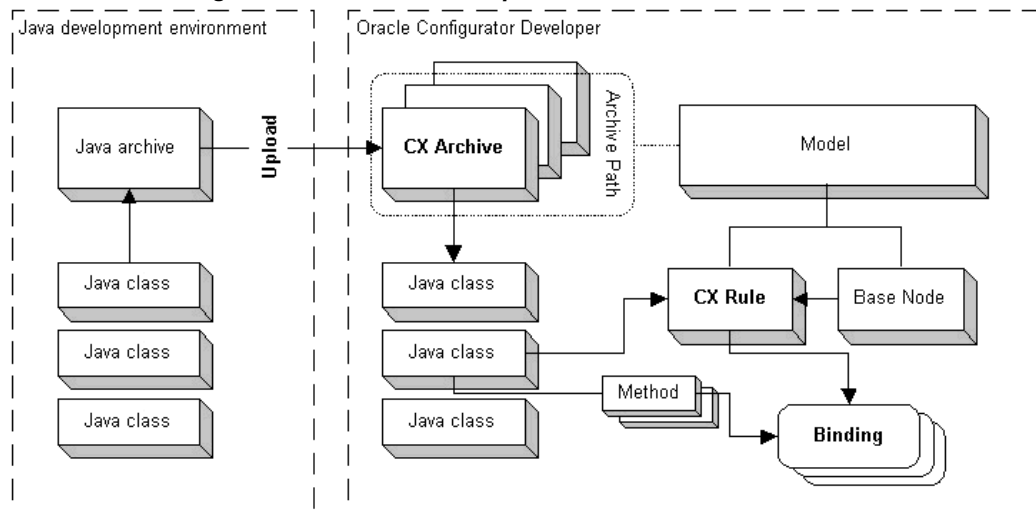 Java development environment
Oracle Configurator Developer
Java archive
Upload
CX Archive
Archive Path
Model
Java class
Java class
CX Rule
Base Node
Java class
Java class
Method
Java class
Java class
Binding